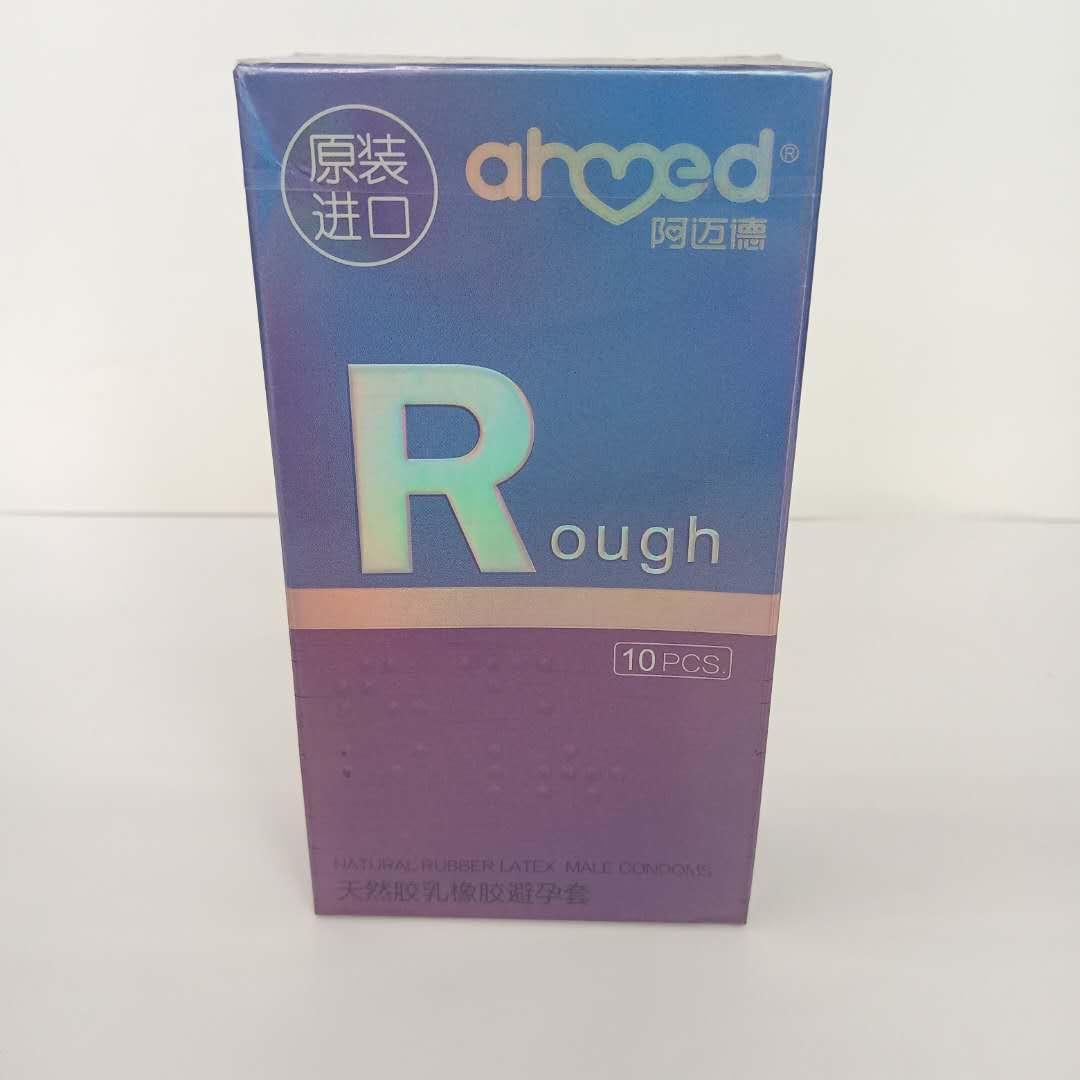 原装
进口
ahmed®
阿迈德
Rough
10 PCS.
NATURAL RUBBER LATEX MALE CONDOMS
天然胶乳橡胶避孕套